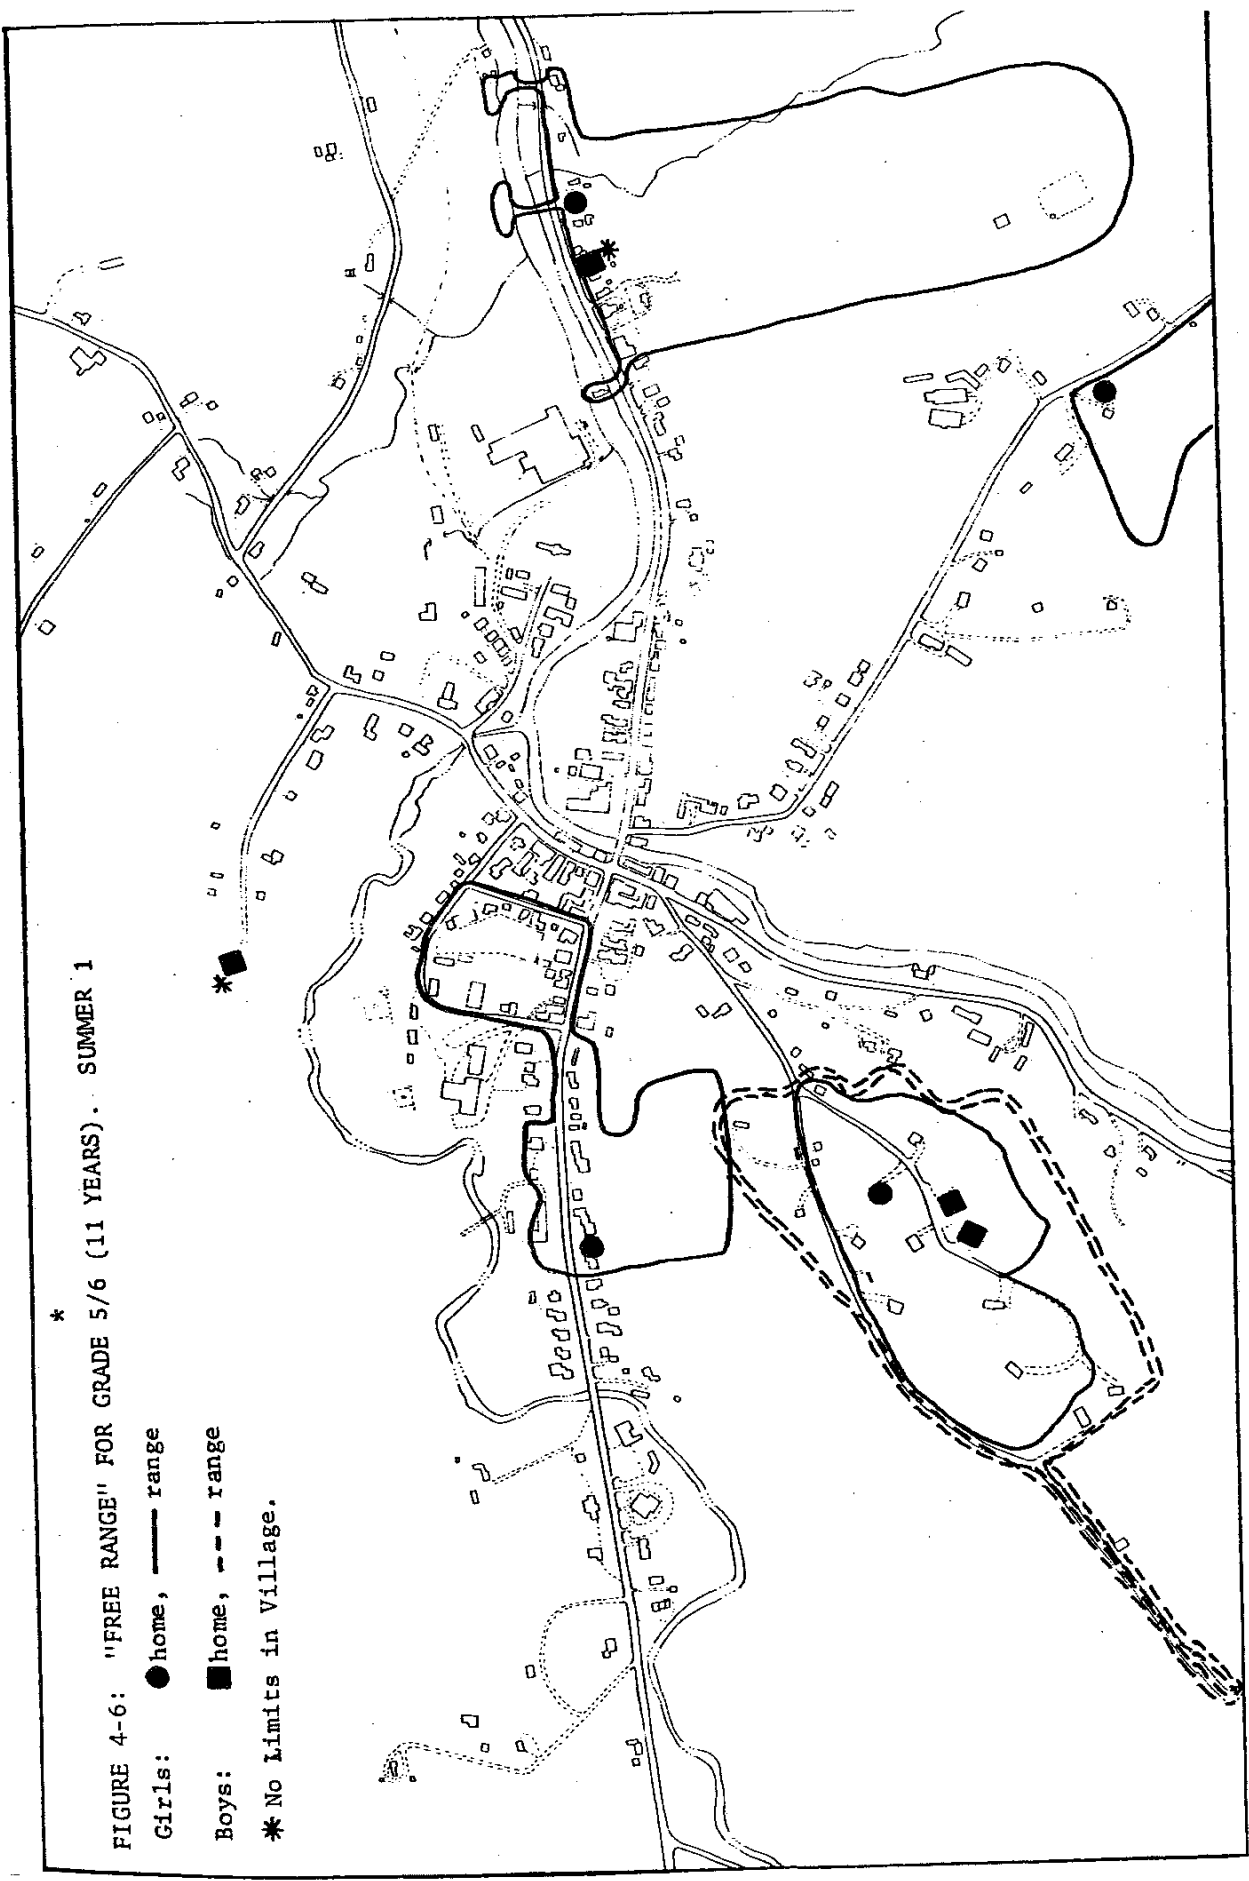 *
FIGURE 4-6: "FREE RANGE" FOR GRADE 5/6 (11 YEARS). SUMMER 1
Girls: ●home, —— range
Boys: ■home, --- range
* No Limits in Village.